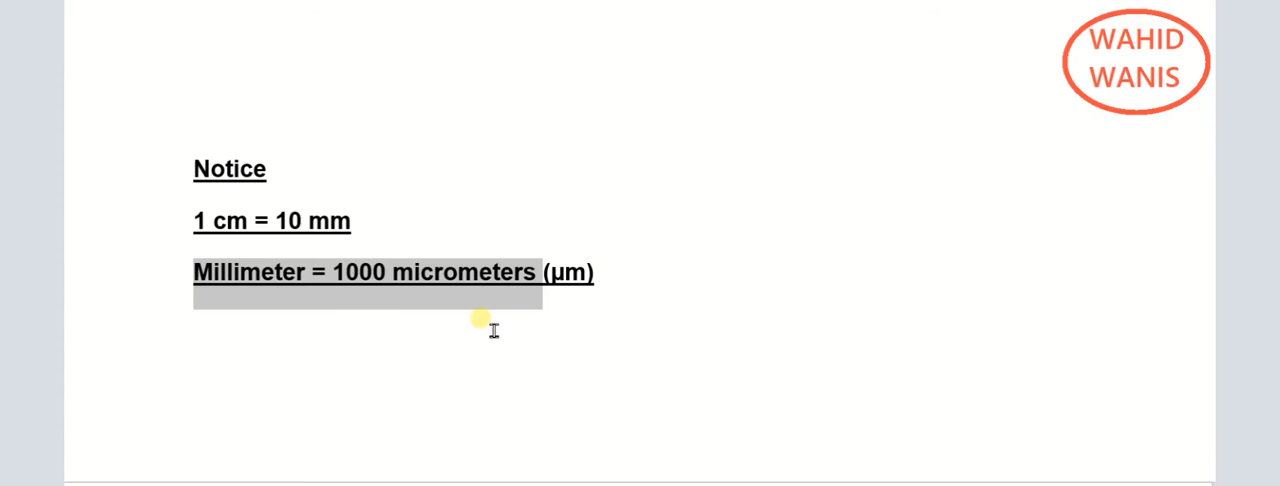 WAHID
WANIS
Notice
1 cm = 10 mm
Millimeter = 1000 micrometers (μm)